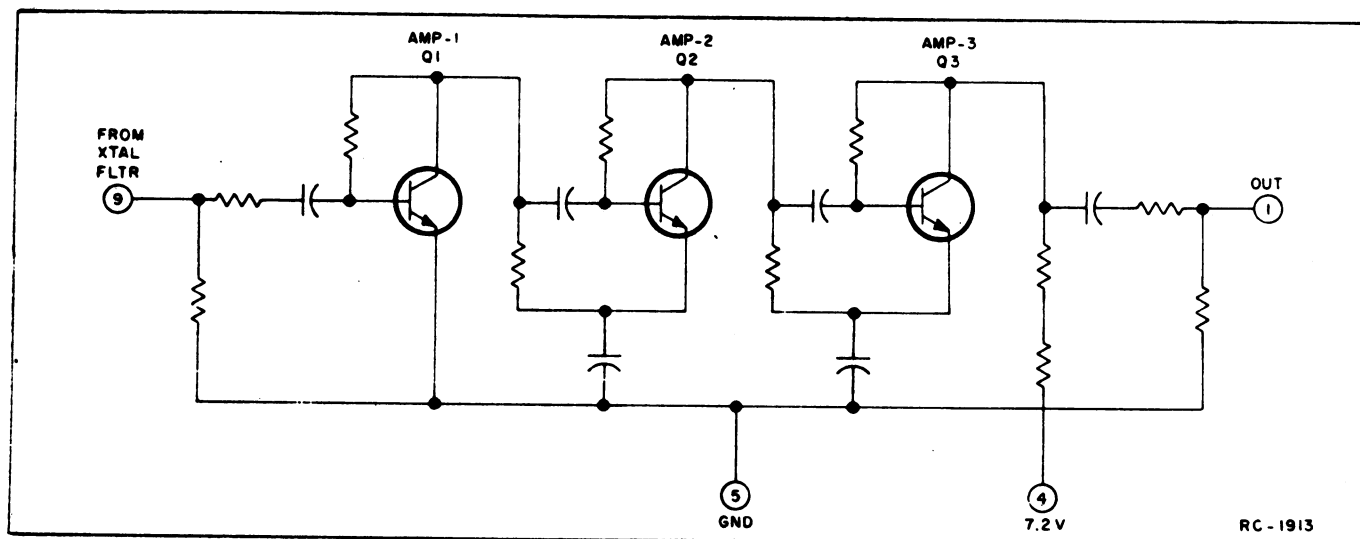 AMP-1
Q1
AMP-2
Q2
AMP-3
Q3
FROM
XTAL
FLTR
9
OUT
1
5
GND
4
7.2V
RC-1913